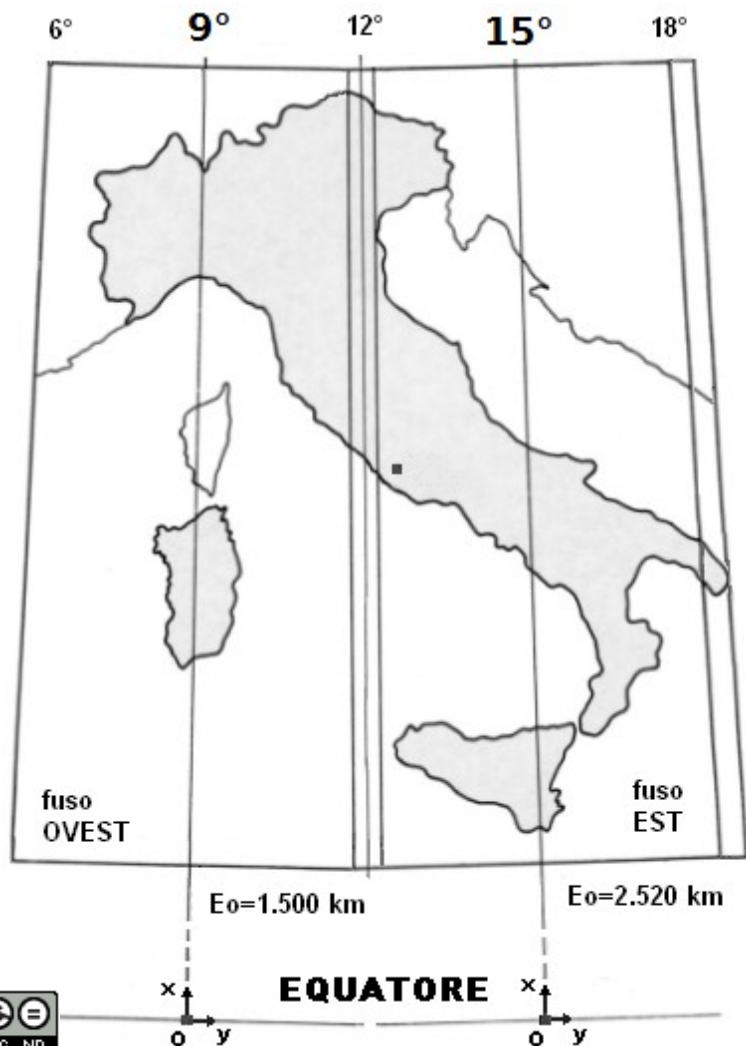 6° 9° 12° 15° 18°
fuso
OVEST
fuso
EST
Eo=1.500 km
Eo=2.520 km
EQUATORE
x
x
o y
o y